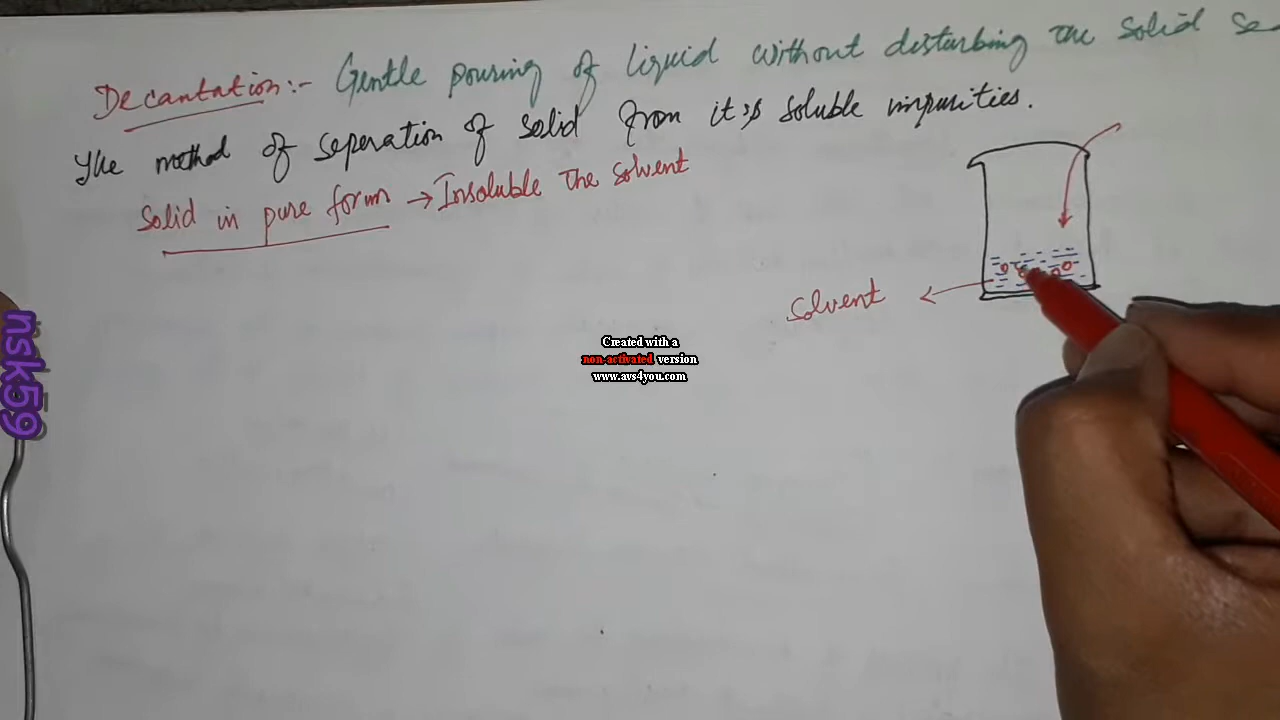 Decantation:- Gentle pouring of liquid without disturbing the solid se
The method of seperation of solid from it's soluble impurities.
Solid in pure form → Insoluble the solvent
Solvent
Created with a
non-activated version
www.avs4you.com
nsk59